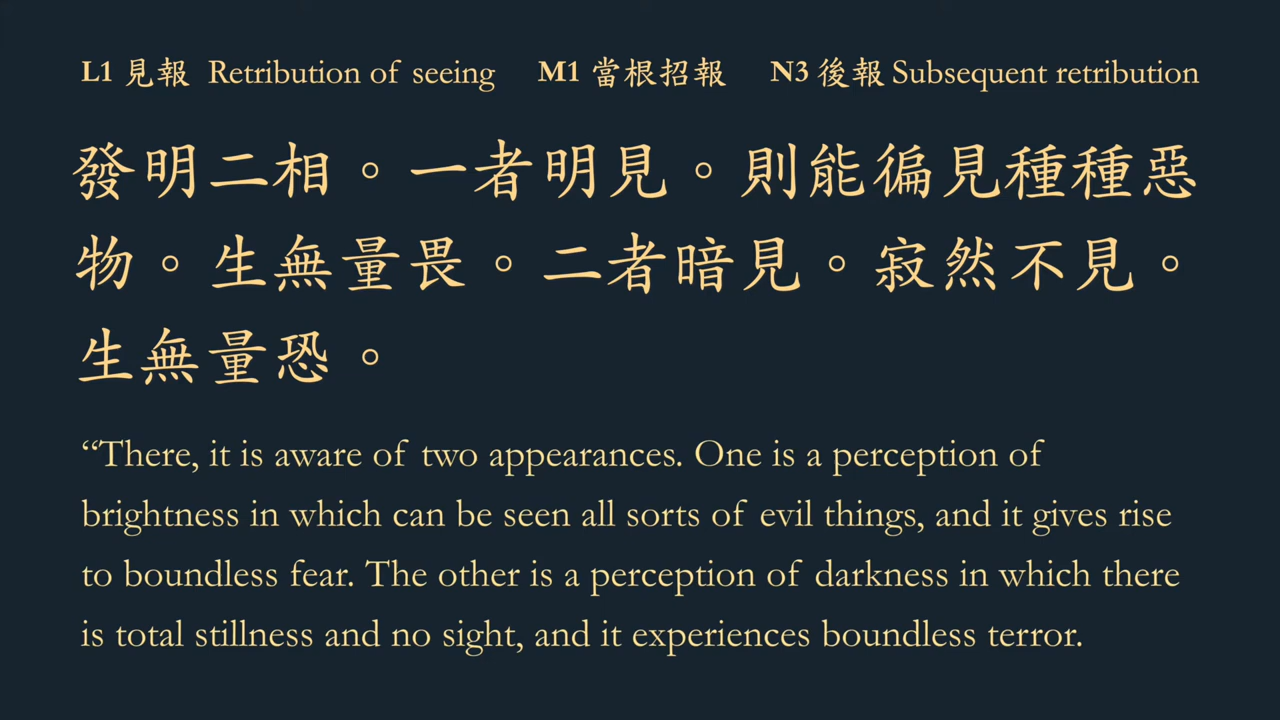 L1 見報 Retribution of seeing M1 當根招報 N3 後報 Subsequent retribution
發明二相。一者明見。則能徧見種種惡
物。生無量畏。二者暗見。寂然不見。
生無量恐。
“There, it is aware of two appearances. One is a perception of
brightness in which can be seen all sorts of evil things, and it gives rise
to boundless fear. The other is a perception of darkness in which there
is total stillness and no sight, and it experiences boundless terror.